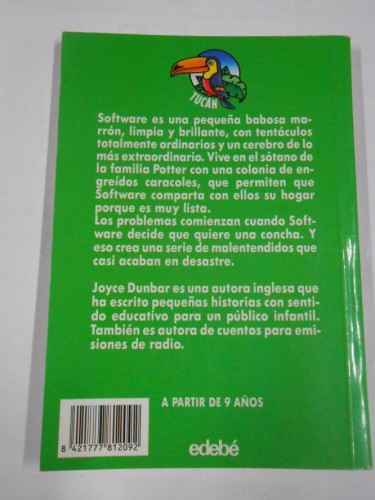 TUCÁN
Software es una pequeña babosa ma-
rrón, limpia y brillante, con tentáculos
totalmente ordinarios y un cerebro de lo
más extraordinario. Vive en el sótano de
la familia Potter con una colonia de en-
greídos caracoles, que permiten que
Software comparta con ellos su hogar
porque es muy lista.
Los problemas comienzan cuando Soft-
ware decide que quiere una concha. Y
eso crea una serie de malentendidos que
casi acaban en desastre.
Joyce Dunbar es una autora inglesa que
ha escrito pequeñas historias con senti-
do educativo para un público infantil.
También es autora de cuentos para emi-
siones de radio.
A PARTIR DE 9 AÑOS
8 421777 812092
edebé